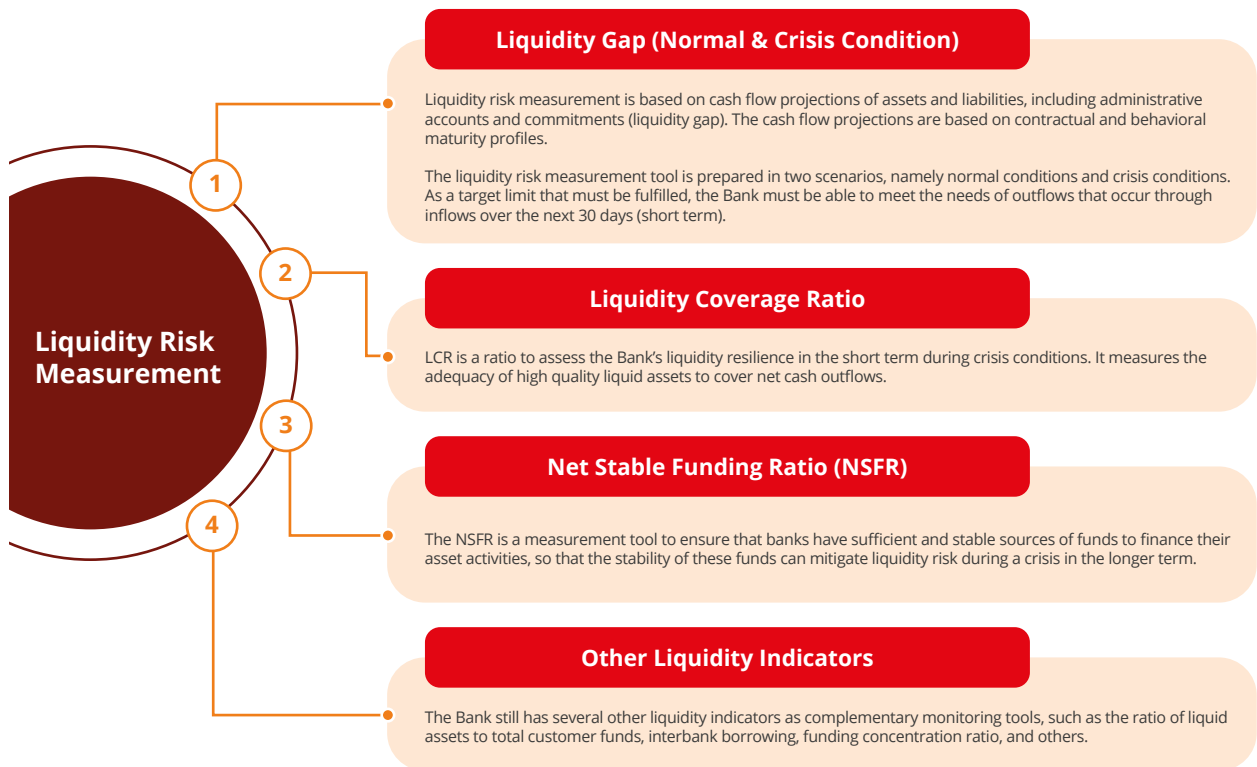 Liquidity Risk
Measurement
1
Liquidity Gap (Normal & Crisis Condition)
Liquidity risk measurement is based on cash flow projections of assets and liabilities, including administrative
accounts and commitments (liquidity gap). The cash flow projections are based on contractual and behavioral
maturity profiles.
The liquidity risk measurement tool is prepared in two scenarios, namely normal conditions and crisis conditions.
As a target limit that must be fulfilled, the Bank must be able to meet the needs of outflows that occur through
inflows over the next 30 days (short term).
2
Liquidity Coverage Ratio
LCR is a ratio to assess the Bank’s liquidity resilience in the short term during crisis conditions. It measures the
adequacy of high quality liquid assets to cover net cash outflows.
3
Net Stable Funding Ratio (NSFR)
The NSFR is a measurement tool to ensure that banks have sufficient and stable sources of funds to finance their
asset activities, so that the stability of these funds can mitigate liquidity risk during a crisis in the longer term.
4
Other Liquidity Indicators
The Bank still has several other liquidity indicators as complementary monitoring tools, such as the ratio of liquid
assets to total customer funds, interbank borrowing, funding concentration ratio, and others.